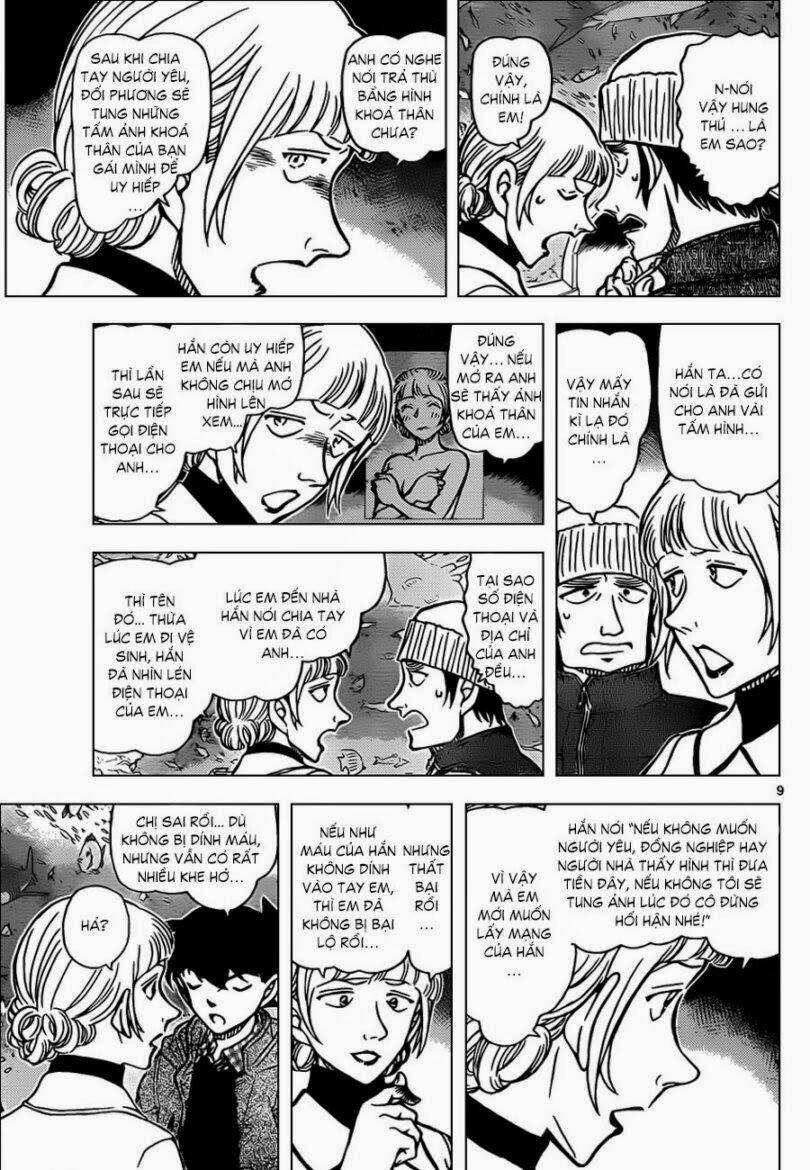 N-NÓI
VẬY HUNG
THỦ ... LÀ
EM SAO?
ĐÚNG
VẬY,
CHÍNH LÀ
EM!
ANH CÓ NGHE
NÓI TRẢ THÙ
BẰNG HÌNH
KHOẢ THÂN
CHƯA?
SAU KHI CHIA
TAY NGƯỜI YÊU,
ĐỐI PHƯƠNG SẼ
TUNG NHỮNG
TẤM ẢNH KHOẢ
THÂN CỦA BẠN
GÁI MÌNH ĐỂ
UY HIẾP
...
HẮN TA...CÓ
NÓI LÀ ĐÃ GỬI
CHO ANH VÀI
TẤM HÌNH...
VẬY MẤY
TIN NHẮN
KÌ LẠ ĐÓ
CHÍNH LÀ
...
ĐÚNG
VẬY... NẾU
MỞ RA ANH
SẼ THẤY ẢNH
KHOẢ THÂN
CỦA EM...
HẮN CÒN UY HIẾP
EM NẾU MÀ ANH
KHÔNG CHỊU MỞ
HÌNH LÊN
XEM...
THÌ LẦN
SAU SẼ
TRỰC TIẾP
GỌI ĐIỆN
THOẠI CHO
ANH...
TẠI SAO
SỐ ĐIỆN
THOẠI VÀ
ĐỊA CHỈ
CỦA ANH
ĐỀU...
LÚC EM ĐẾN NHÀ
HẮN NÓI CHIA TAY
VÌ EM ĐÃ CÓ
ANH...
THÌ TÊN
ĐÓ... THỪA
LÚC EM ĐI VỆ
SINH, HẮN
ĐÃ NHÌN LÉN
ĐIỆN THOẠI
CỦA EM...
9
HẮN NÓI "NẾU KHÔNG MUỐN
NGƯỜI YÊU, ĐỒNG NGHIỆP HAY
NGƯỜI NHÀ THẤY HÌNH THÌ ĐƯA
TIỀN ĐÂY, NẾU KHÔNG TÔI SẼ
TUNG ẢNH LÚC ĐÓ CÔ ĐỪNG
HỐI HẬN NHÉ!"
VÌ VẬY
MÀ EM
MỚI MUỐN
LẤY MẠNG
CỦA HẮN
...
NHƯNG
THẤT
BẠI
RỒI
...
NẾU NHƯ
MÁU CỦA HẮN
KHÔNG DÍNH
VÀO TAY EM,
THÌ EM ĐÃ
KHÔNG BỊ BẠI
LỘ RỒI...
CHỊ SAI RỒI... DÙ
KHÔNG BỊ DÍNH MÁU,
NHƯNG VẪN CÓ RẤT
NHIỀU KHE HỞ...
HẢ?